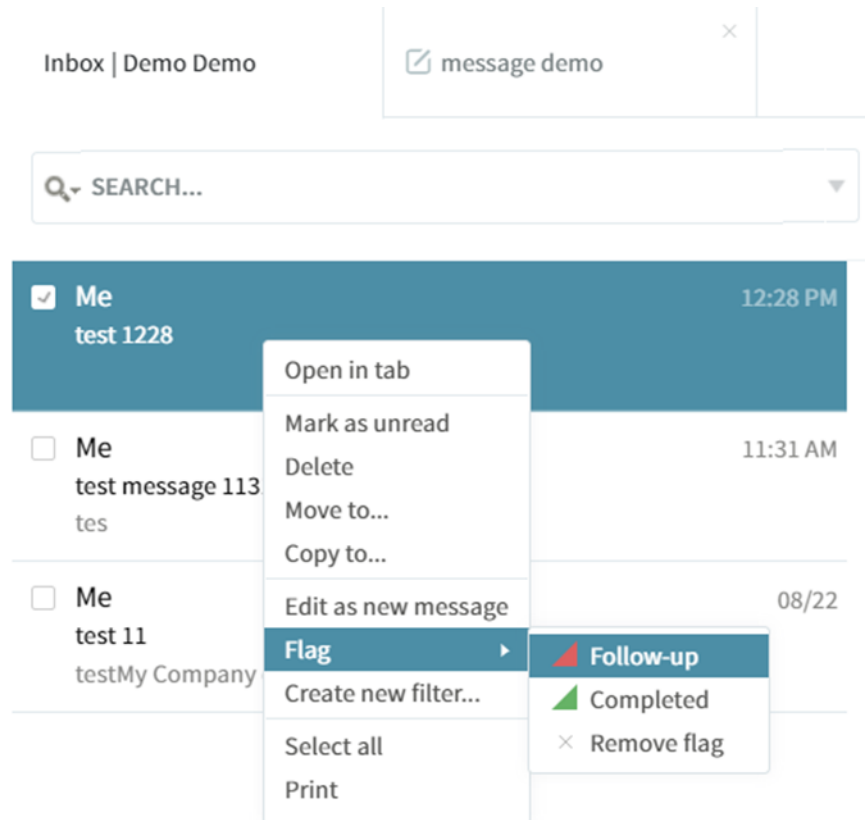 Inbox | Demo Demo
message demo
SEARCH...
Me 12:28 PM
test 1228
Me 11:31 AM
test message 113
tes
Me 08/22
test 11
testMy Company
Open in tab
Mark as unread
Delete
Move to...
Copy to...
Edit as new message
Flag
Create new filter...
Select all
Print
Follow-up
Completed
Remove flag